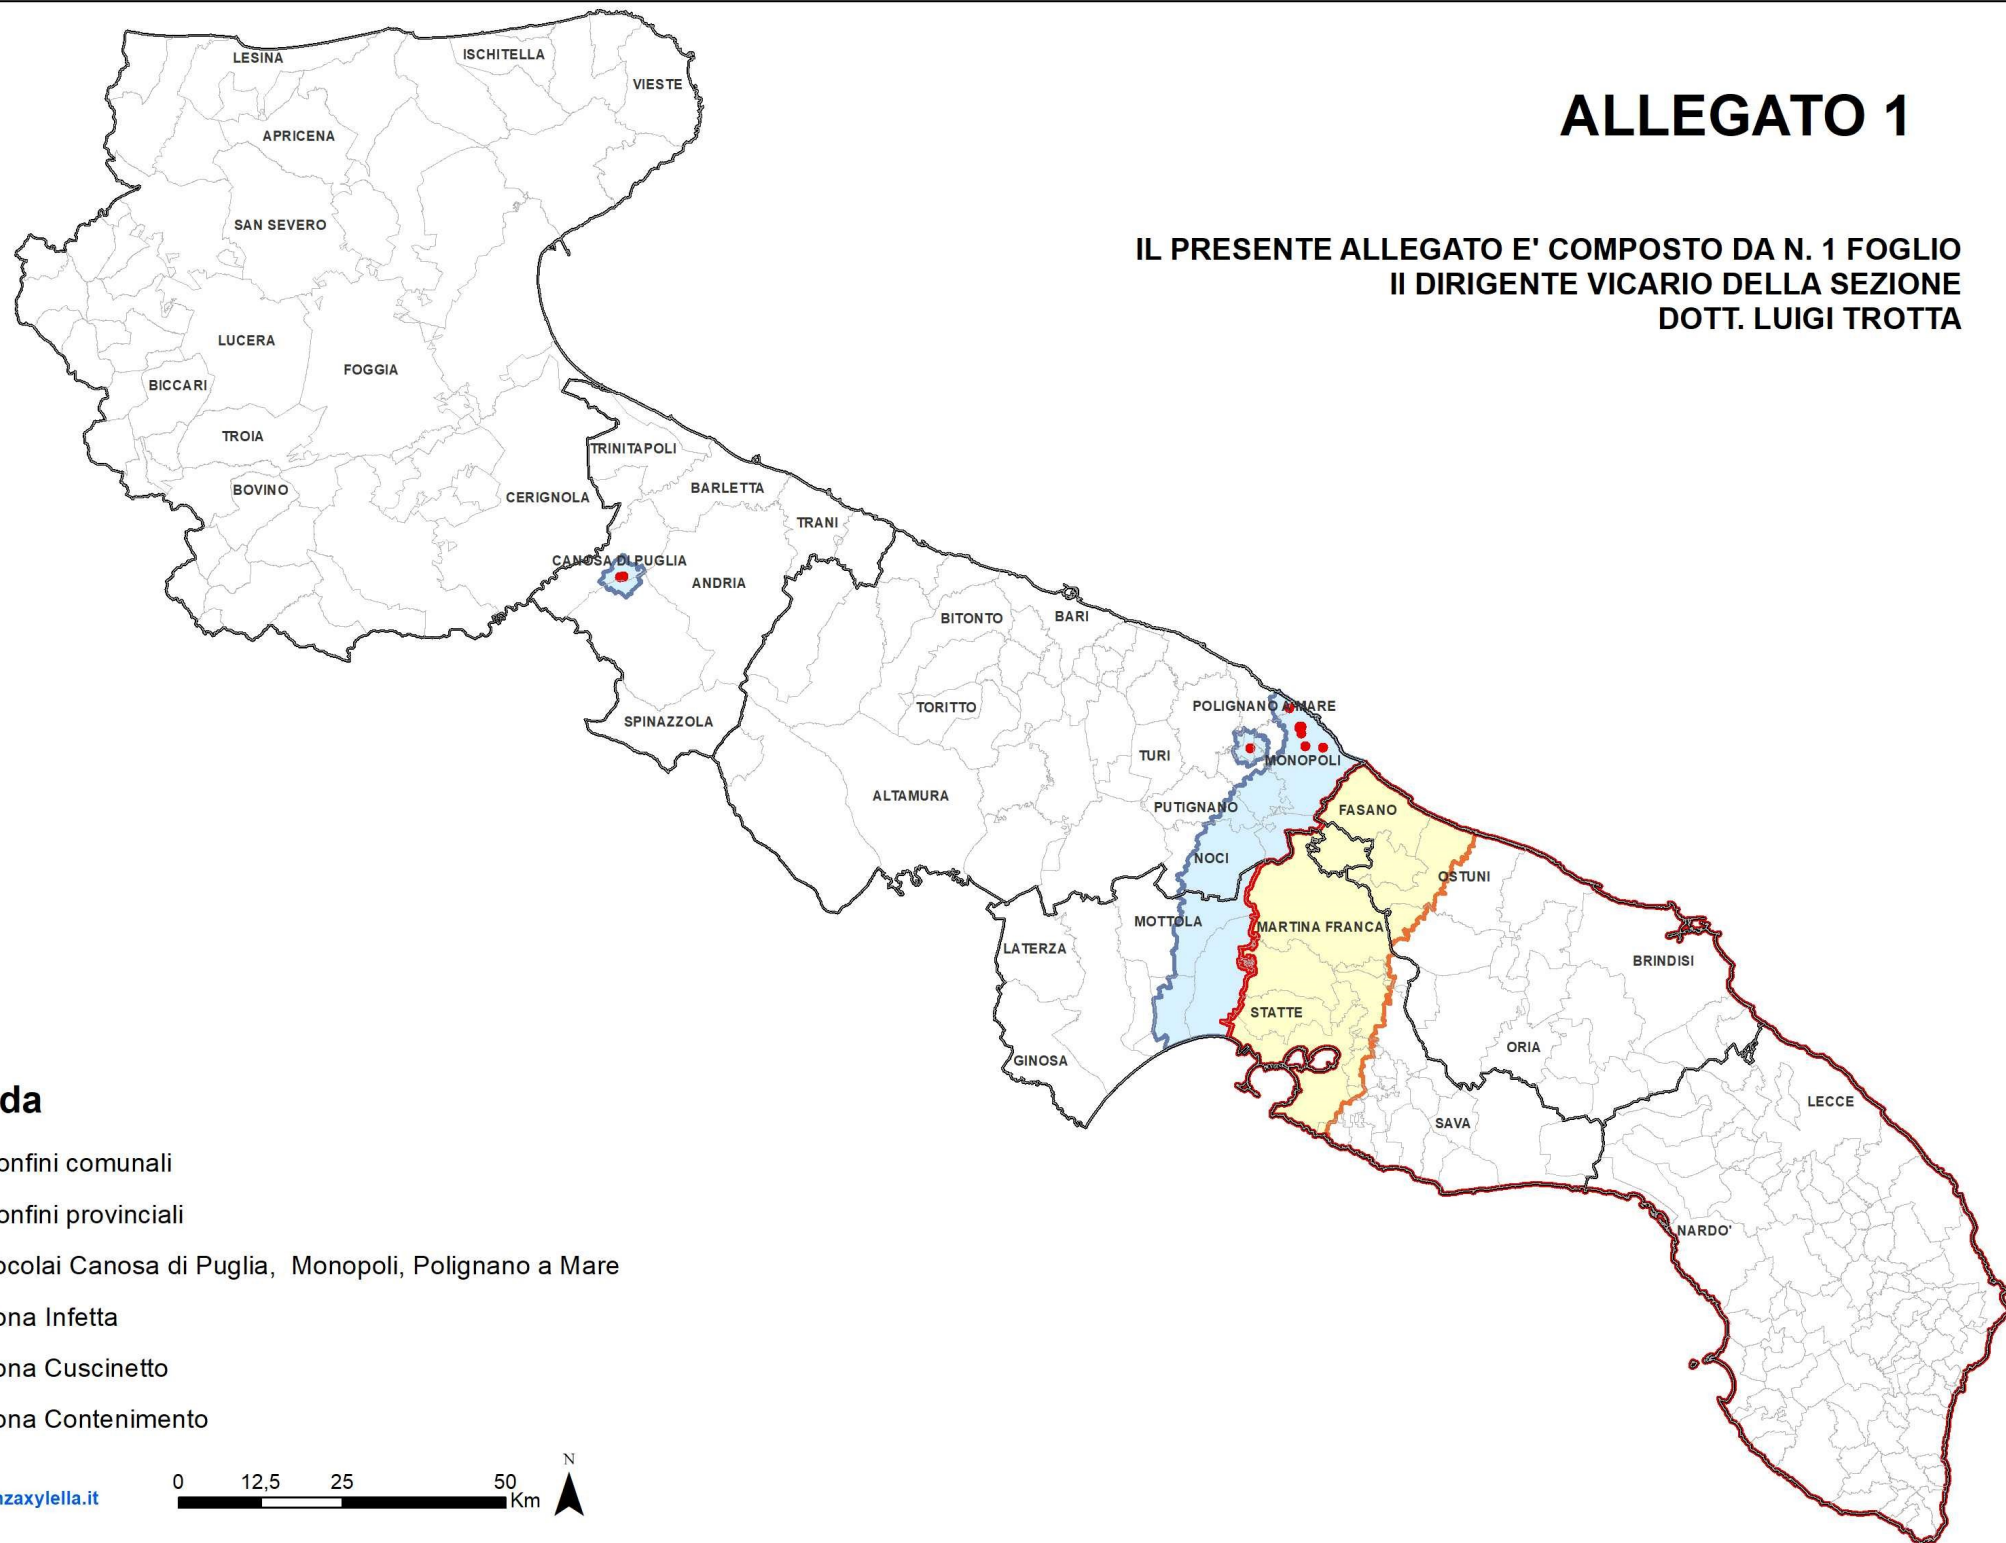 ALLEGATO 1
IL PRESENTE ALLEGATO E' COMPOSTO DA N. 1 FOGLIO
II DIRIGENTE VICARIO DELLA SEZIONE
DOTT. LUIGI TROTTA
LESINA
ISCHITELLA
VIESTE
APRICENA
SAN SEVERO
LUCERA
FOGGIA
BICCARI
TROIA
BOVINO
CERIGNOLA
TRINITAPOLI
BARLETTA
TRANI
CANOSA DI PUGLIA
ANDRIA
BITONTO
BARI
SPINAZZOLA
TORITTO
POLIGNANO A MARE
TURI
MONOPOLI
ALTAMURA
PUTIGNANO
FASANO
NOCI
OSTUNI
MOTTOLA
MARTINA FRANCA
LATERZA
BRINDISI
STATTE
GINOSA
ORIA
LECCE
SAVA
NARDO'
da
onfini comunali
onfini provinciali
ocolai Canosa di Puglia, Monopoli, Polignano a Mare
ona Infetta
ona Cuscinetto
ona Contenimento
nzaxylella.it
0 12,5 25 50
Km
N